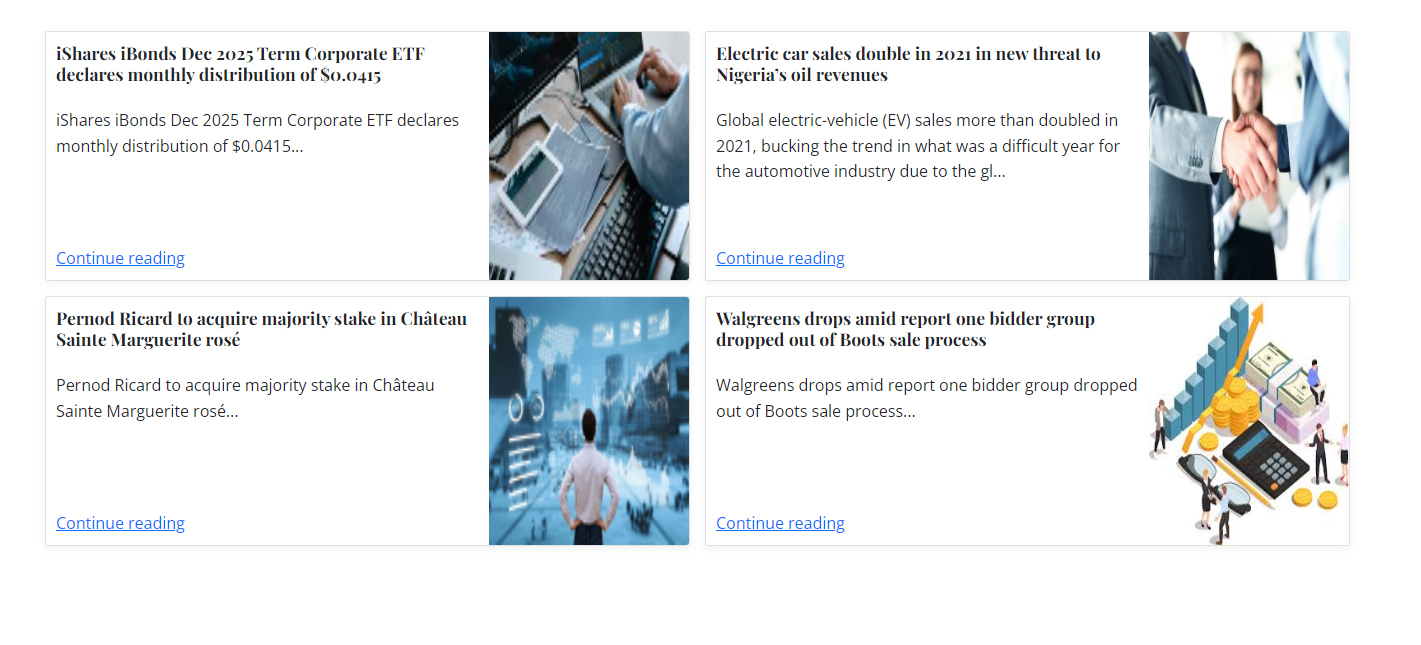 iShares iBonds Dec 2025 Term Corporate ETF
declares monthly distribution of $0.0415
iShares iBonds Dec 2025 Term Corporate ETF declares
monthly distribution of $0.0415...
Continue reading
Electric car sales double in 2021 in new threat to
Nigeria's oil revenues
Global electric-vehicle (EV) sales more than doubled in
2021, bucking the trend in what was a difficult year for
the automotive industry due to the gl...
Continue reading
Pernod Ricard to acquire majority stake in Château
Sainte Marguerite rosé
Pernod Ricard to acquire majority stake in Château
Sainte Marguerite rosé...
Continue reading
Walgreens drops amid report one bidder group
dropped out of Boots sale process
Walgreens drops amid report one bidder group dropped
out of Boots sale process...
Continue reading